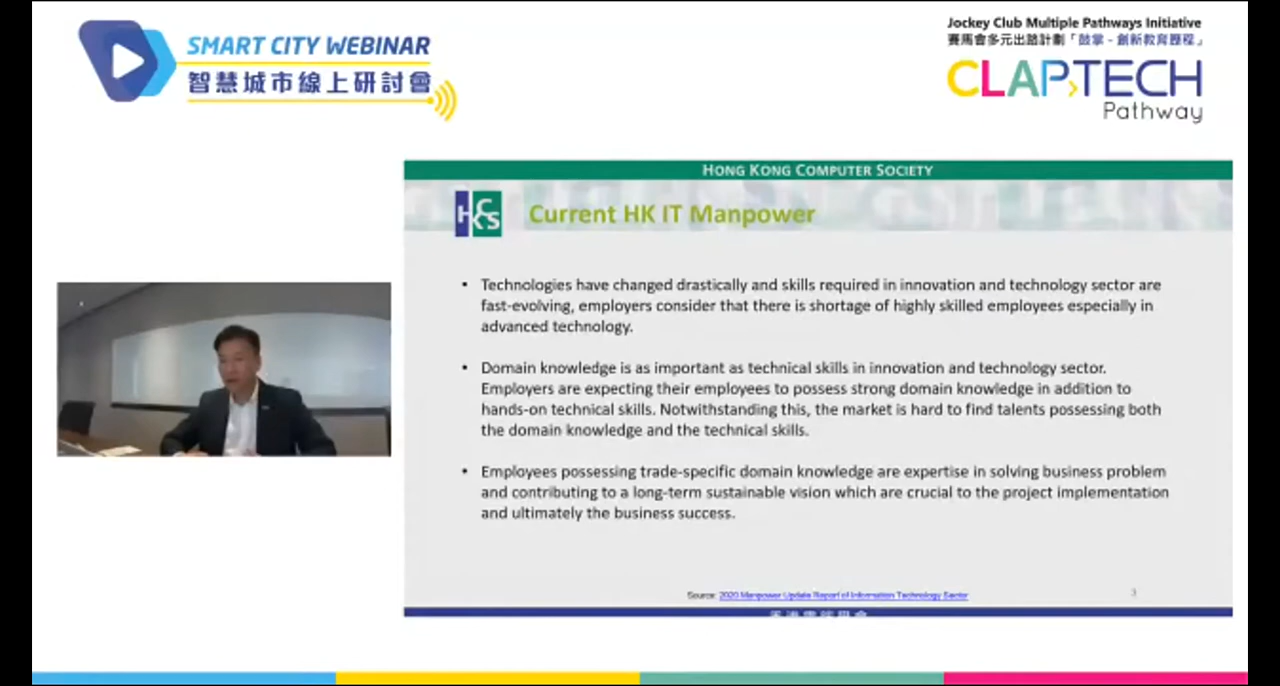 SMART CITY WEBINAR
智慧城市線上研討會
Jockey Club Multiple Pathways Initiative
賽馬會多元出路計劃「鼓掌 - 創新教育歷程」
CLAP>TECH
Pathway
HONG KONG COMPUTER SOCIETY
HKCS
Current HK IT Manpower
• Technologies have changed drastically and skills required in innovation and technology sector are
fast-evolving, employers consider that there is shortage of highly skilled employees especially in
advanced technology.
• Domain knowledge is as important as technical skills in innovation and technology sector.
Employers are expecting their employees to possess strong domain knowledge in addition to
hands-on technical skills. Notwithstanding this, the market is hard to find talents possessing both
the domain knowledge and the technical skills.
• Employees possessing trade-specific domain knowledge are expertise in solving business problem
and contributing to a long-term sustainable vision which are crucial to the project implementation
and ultimately the business success.
Source: 2020 Manpower Update Report of Information Technology Sector
3